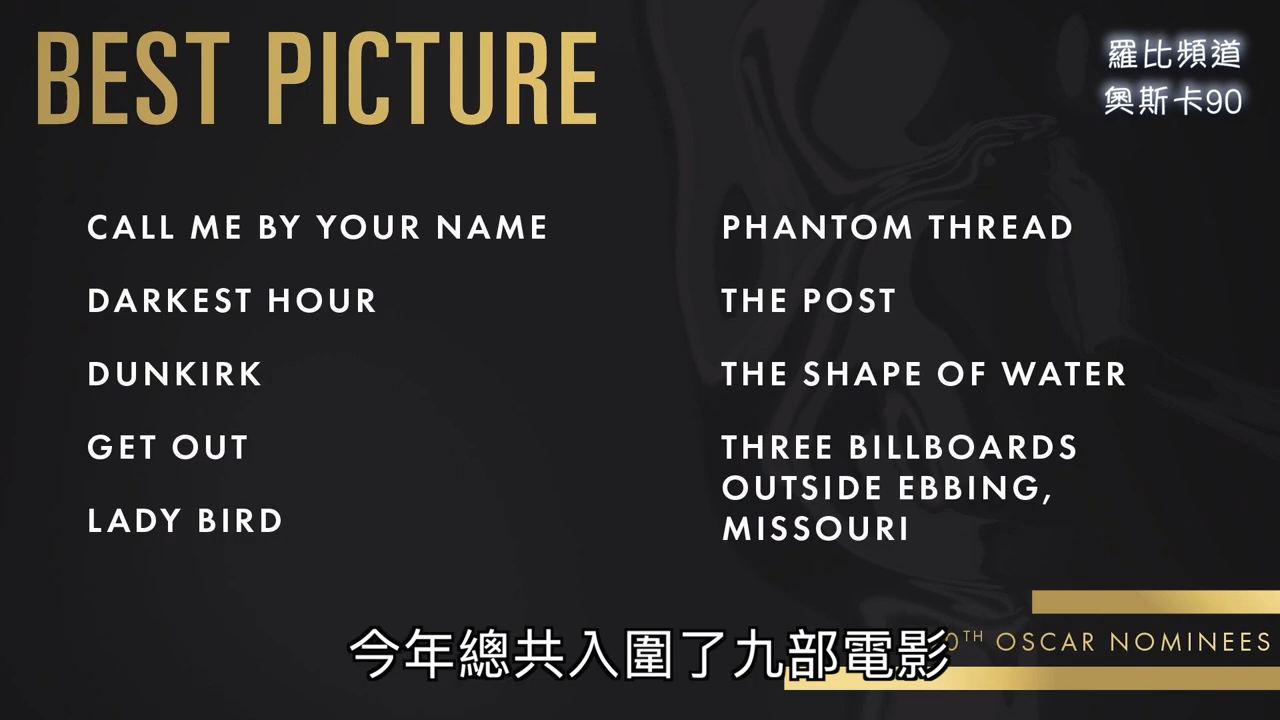 BEST PICTURE
羅比頻道
奧斯卡90
CALL ME BY YOUR NAME
DARKEST HOUR
DUNKIRK
GET OUT
LADY BIRD
PHANTOM THREAD
THE POST
THE SHAPE OF WATER
THREE BILLBOARDS
OUTSIDE EBBING,
MISSOURI
0TH OSCAR NOMINEES
今年總共入圍了九部電影